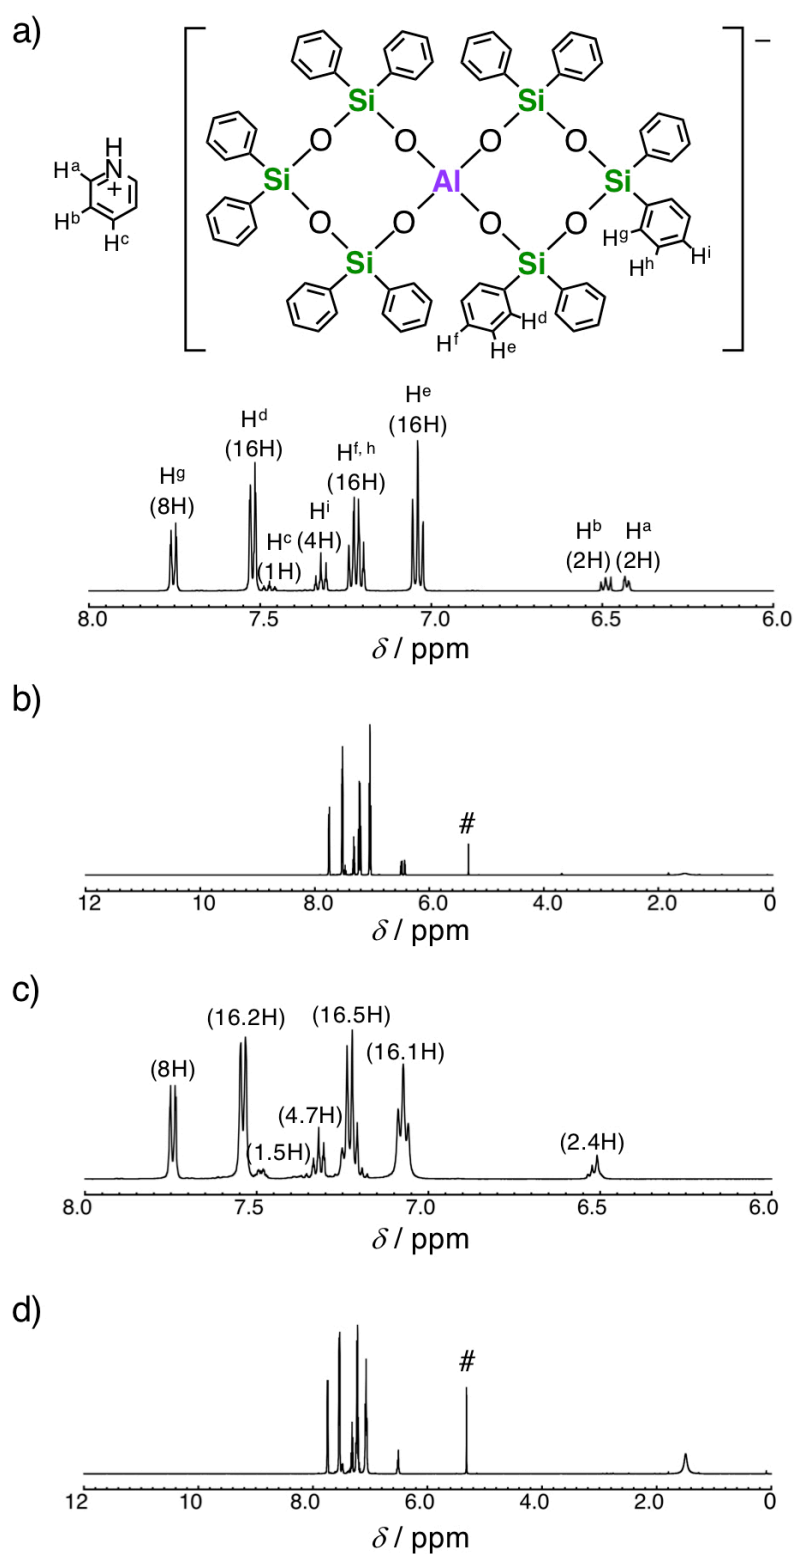 a)
Si Si
O O O O
H
N
+
Hᵃ
Hᵇ
Hᶜ
Si Al Si
−
O O O O
Hᵍ
Hʰ
Hⁱ
Si Si
Hᵈ
Hᶠ
Hᵉ
Hᵉ
(16H)
Hᵈ
(16H)
Hᶠ, ʰ
(16H)
Hᵍ
(8H)
Hⁱ
(4H)
Hᶜ
(1H)
Hᵇ
(2H)
Hᵃ
(2H)
8.0 7.5 7.0 6.5 6.0
δ / ppm
b)
#
12 10 8.0 6.0 4.0 2.0 0
δ / ppm
c)
(16.2H) (16.5H)
(16.1H)
(8H)
(4.7H)
(1.5H)
(2.4H)
8.0 7.5 7.0 6.5 6.0
δ / ppm
d)
#
12 10 8.0 6.0 4.0 2.0 0
δ / ppm